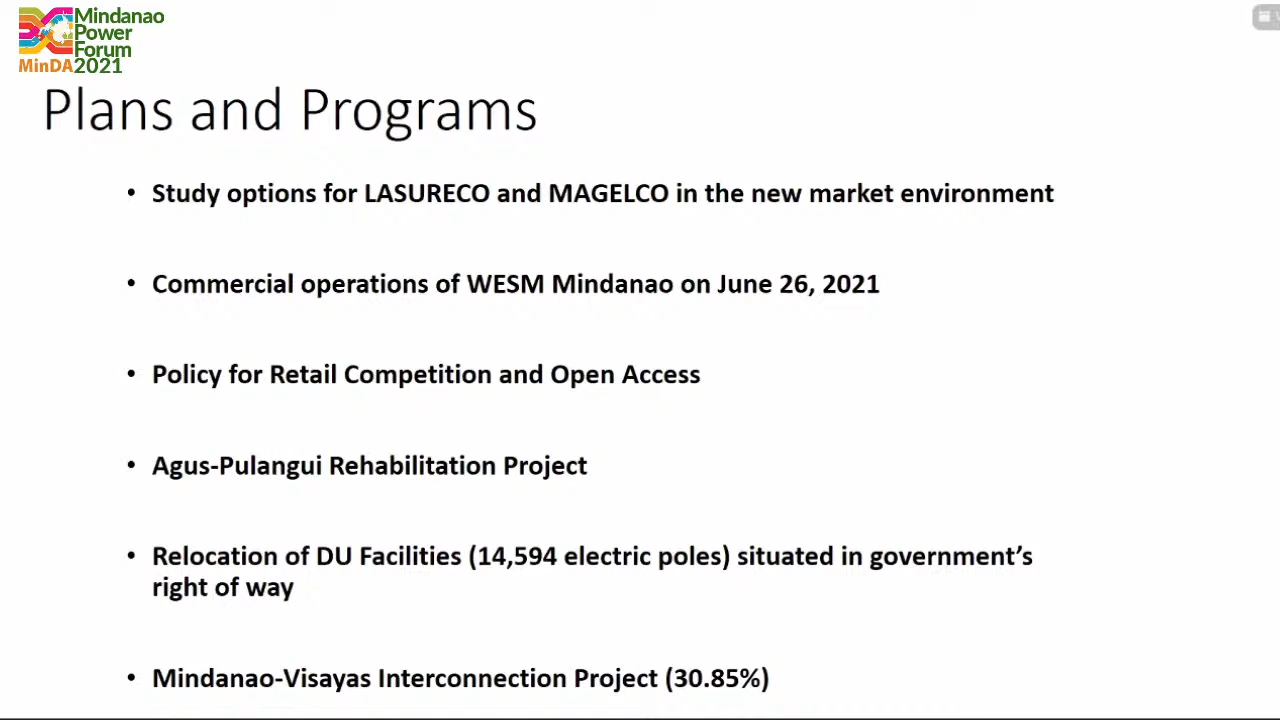 Mindanao
Power
Forum
MinDA2021
Plans and Programs
• Study options for LASURECO and MAGELCO in the new market environment
• Commercial operations of WESM Mindanao on June 26, 2021
• Policy for Retail Competition and Open Access
• Agus-Pulangui Rehabilitation Project
• Relocation of DU Facilities (14,594 electric poles) situated in government’s
right of way
• Mindanao-Visayas Interconnection Project (30.85%)